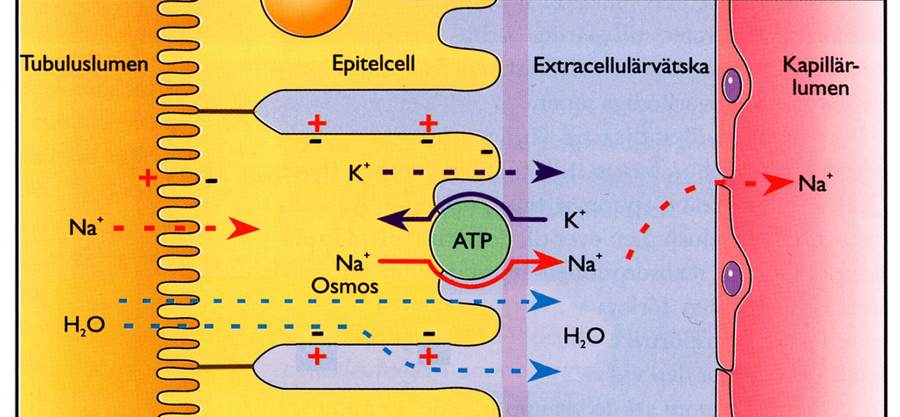 Tubuluslumen
Epitelcell
Extracellulärvätska
Kapillär-
lumen
+
-
+
-
-
K⁺
+
-
Na⁺
Na⁺
K⁺
ATP
Na⁺
Osmos
Na⁺
H₂O
H₂O
-
+
-
+